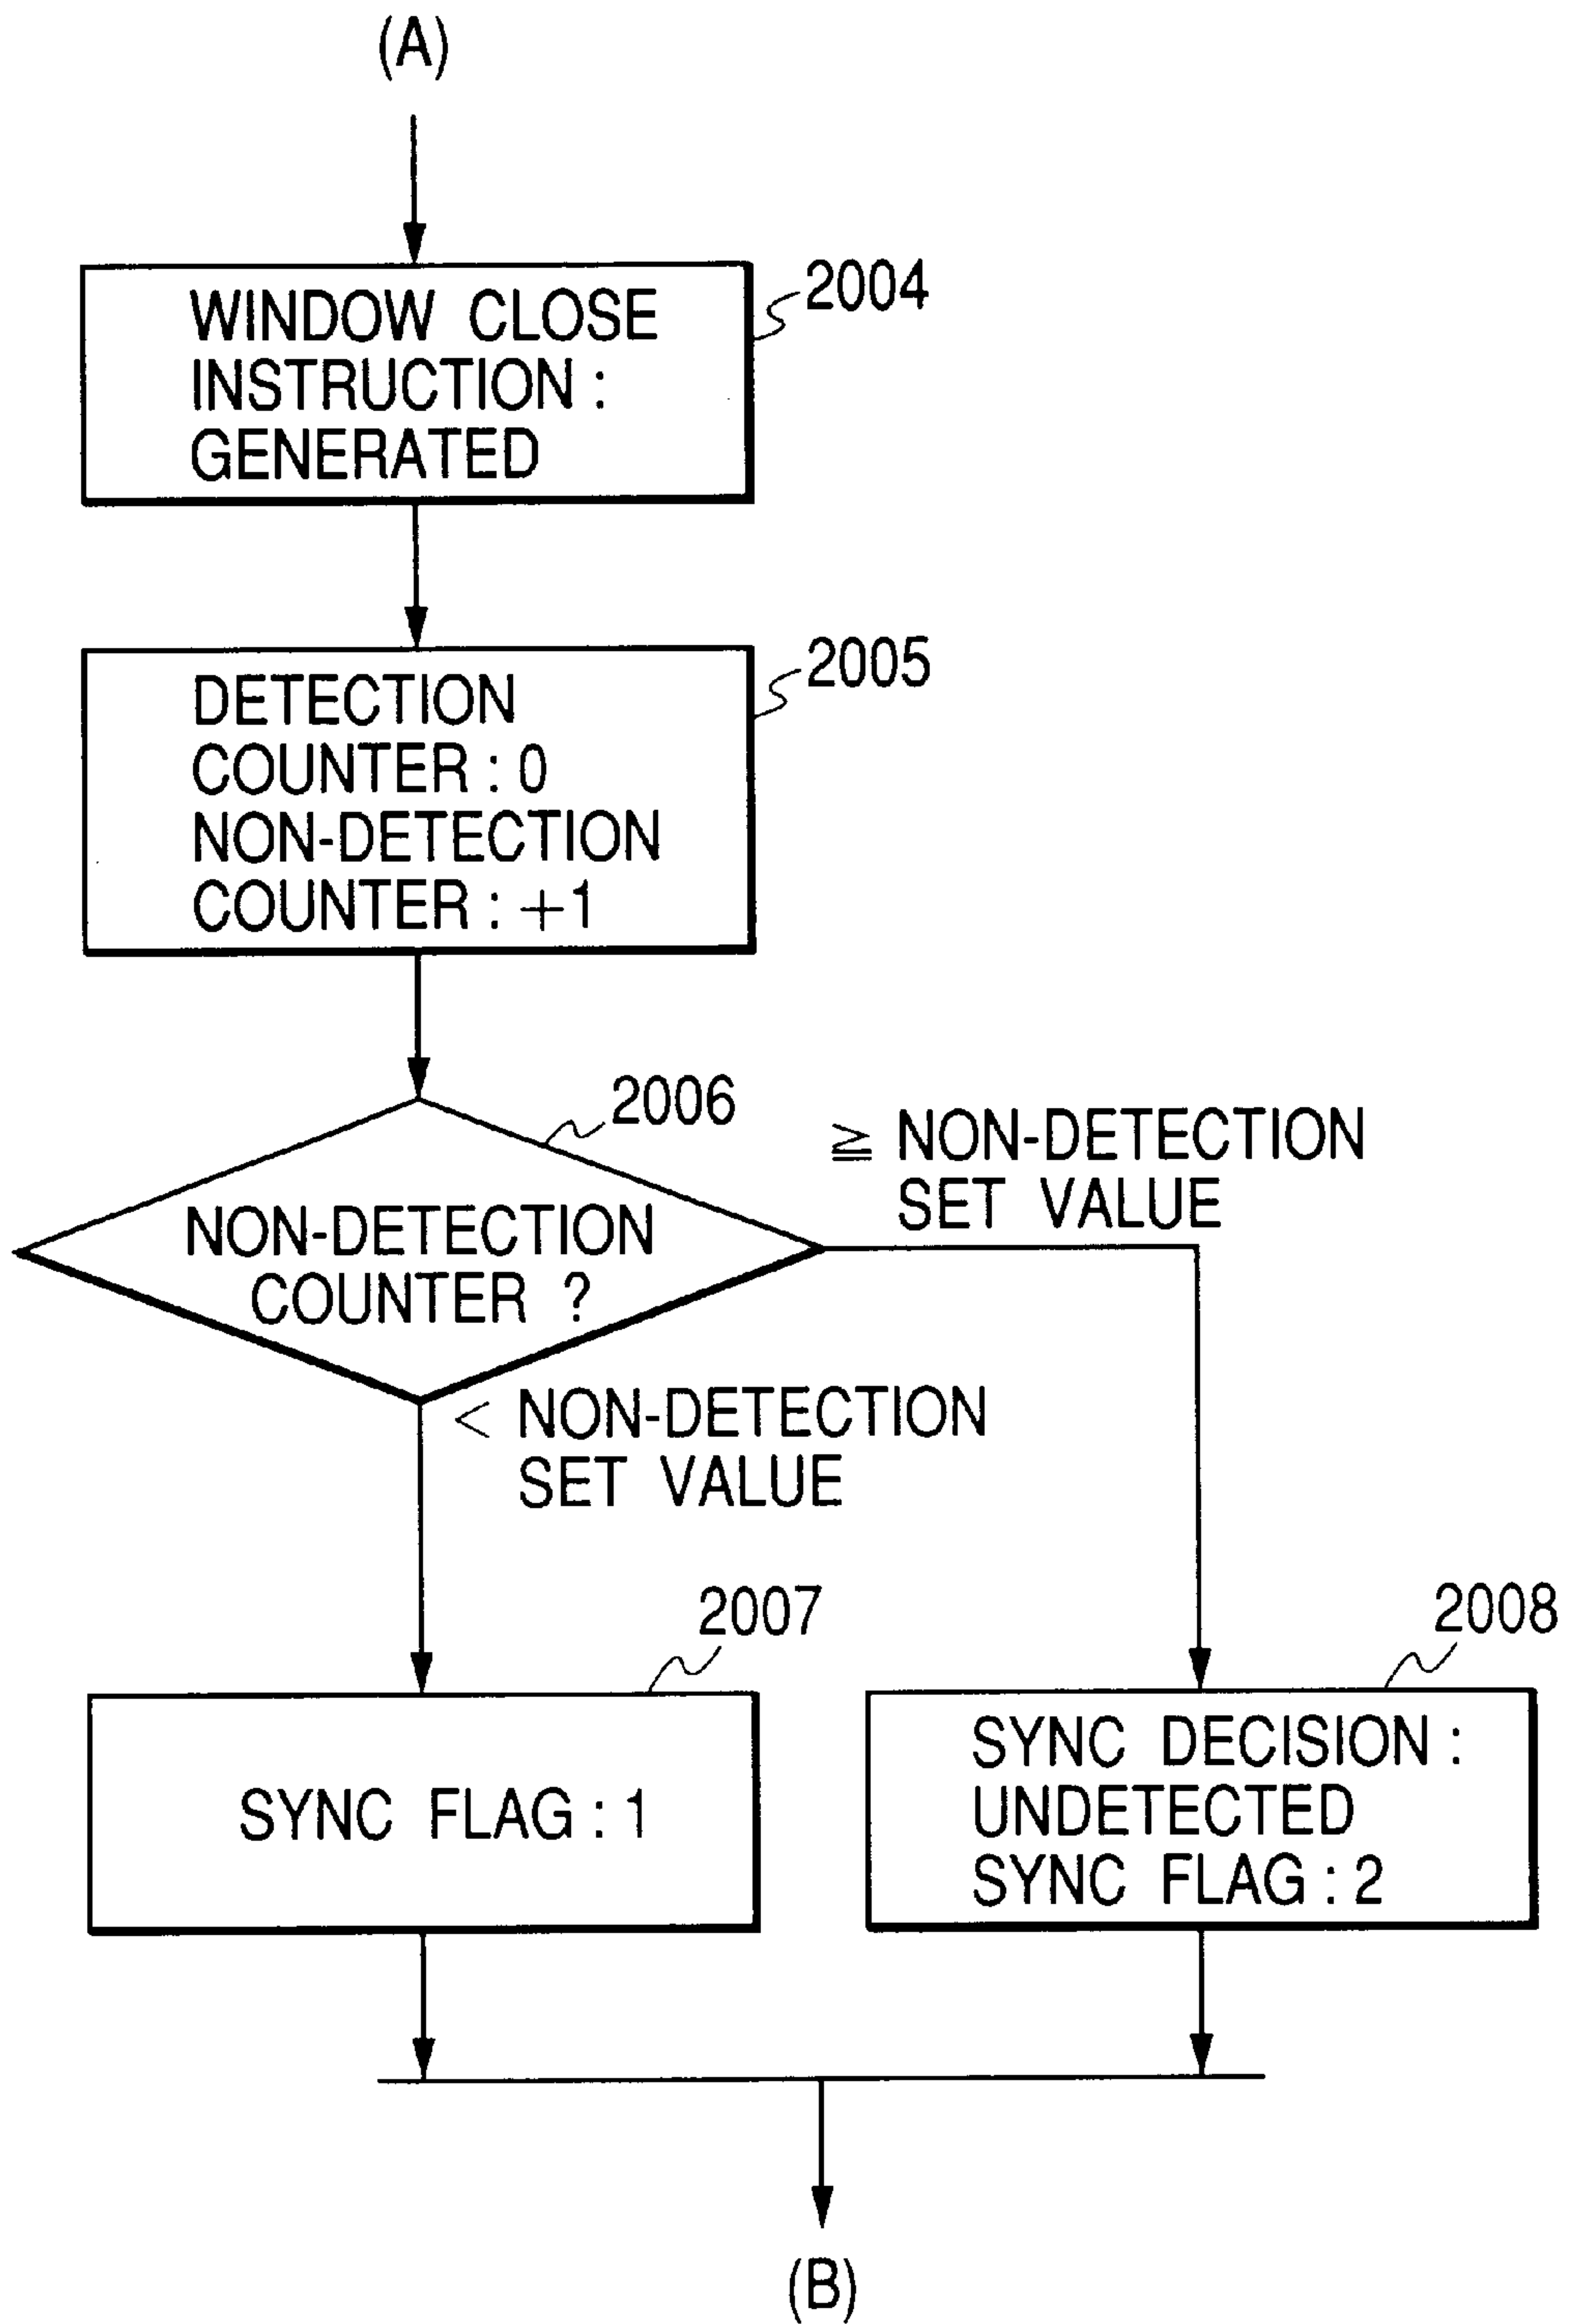 (A)
WINDOW CLOSE
INSTRUCTION :
GENERATED
2004
DETECTION
COUNTER : 0
NON-DETECTION
COUNTER : +1
2005
2006
NON-DETECTION
COUNTER ?
≧ NON-DETECTION
SET VALUE
< NON-DETECTION
SET VALUE
2007
SYNC FLAG : 1
2008
SYNC DECISION :
UNDETECTED
SYNC FLAG : 2
(B)